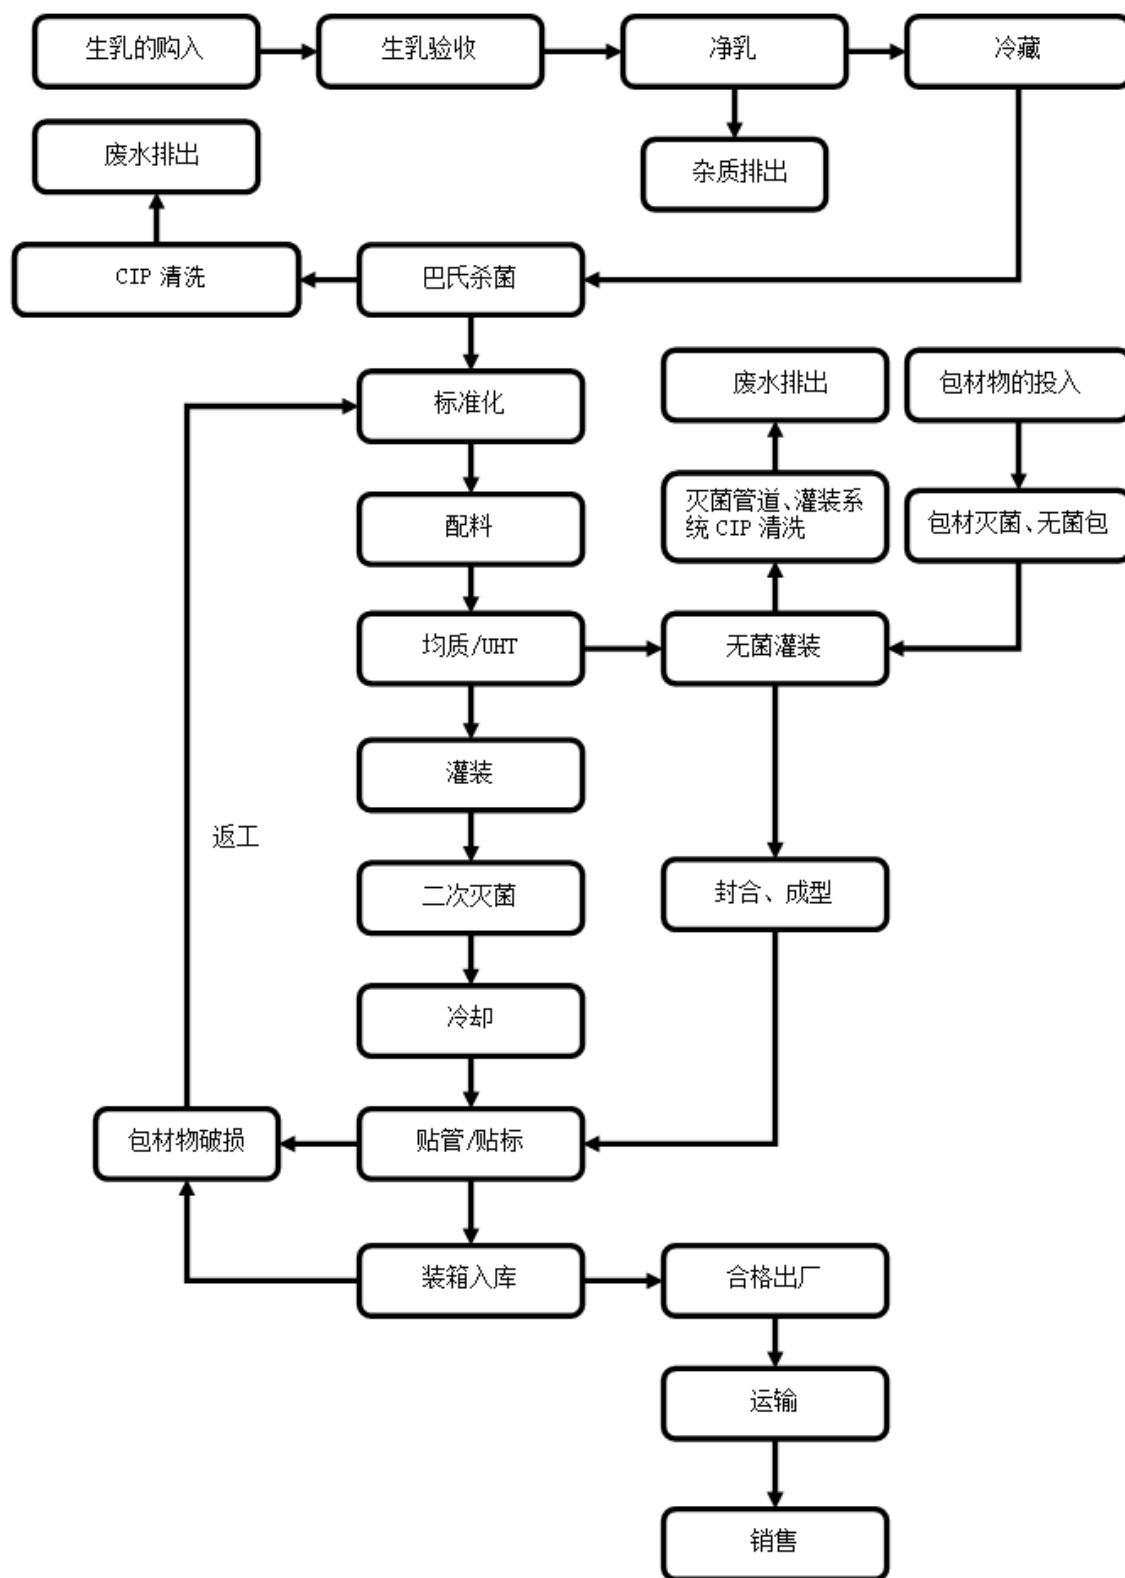 生乳的购入
生乳验收
净乳
冷藏
废水排出
杂质排出
CIP 清洗
巴氏杀菌
标准化
废水排出
包材物的投入
配料
灭菌管道、灌装系
统 CIP 清洗
包材灭菌、无菌包
均质/UHT
无菌灌装
灌装
返工
二次灭菌
封合、成型
冷却
包材物破损
贴管/贴标
装箱入库
合格出厂
运输
销售